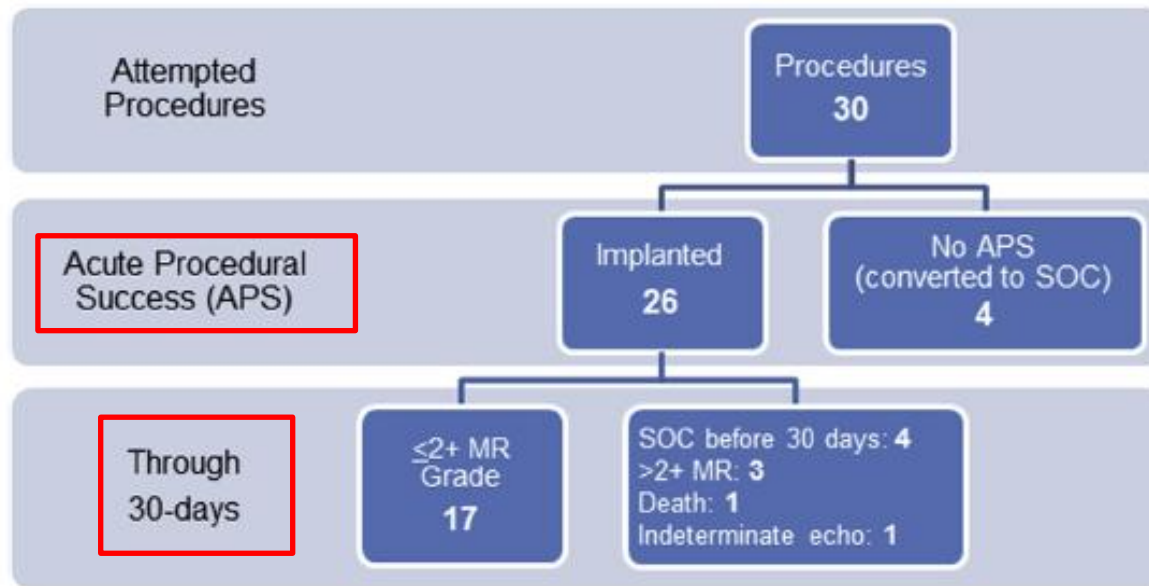 Attempted
Procedures
Procedures
30
Acute Procedural
Success (APS)
Implanted
26
No APS
(converted to SOC)
4
Through
30-days
≤2+ MR
Grade
17
SOC before 30 days: 4
>2+ MR: 3
Death: 1
Indeterminate echo: 1